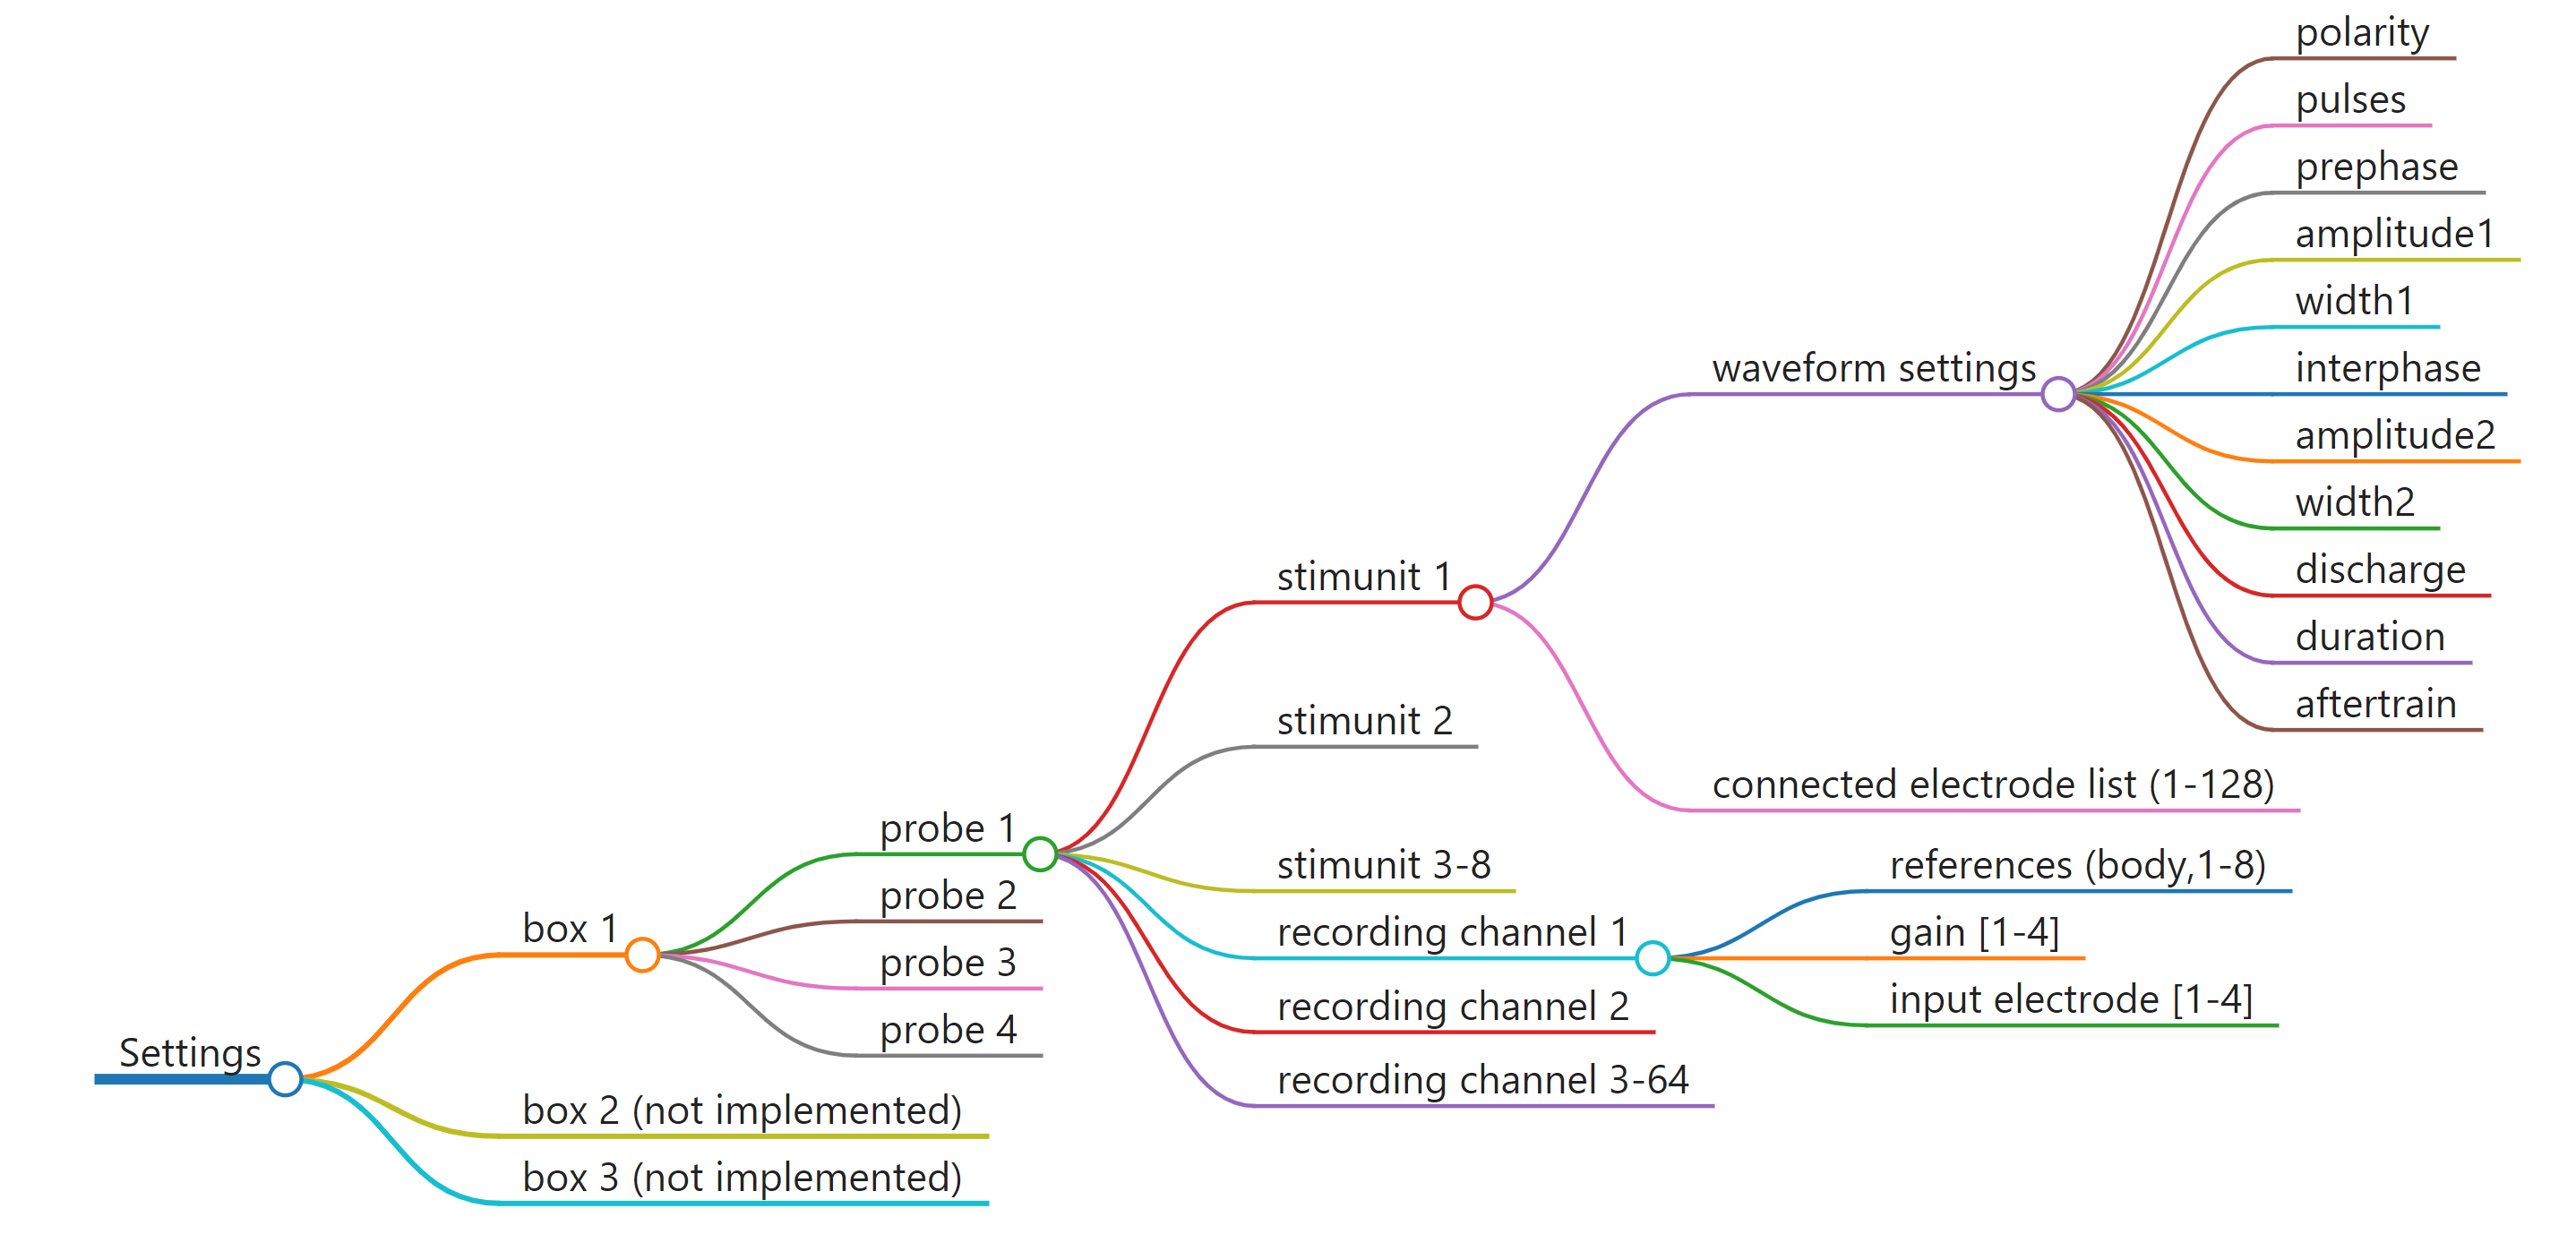 Settings
box 1
probe 1
stimunit 1
waveform settings
polarity
pulses
prephase
amplitude1
width1
interphase
amplitude2
width2
discharge
duration
aftertrain
connected electrode list (1-128)
stimunit 2
stimunit 3-8
recording channel 1
references (body,1-8)
gain [1-4]
input electrode [1-4]
recording channel 2
recording channel 3-64
probe 2
probe 3
probe 4
box 2 (not implemented)
box 3 (not implemented)